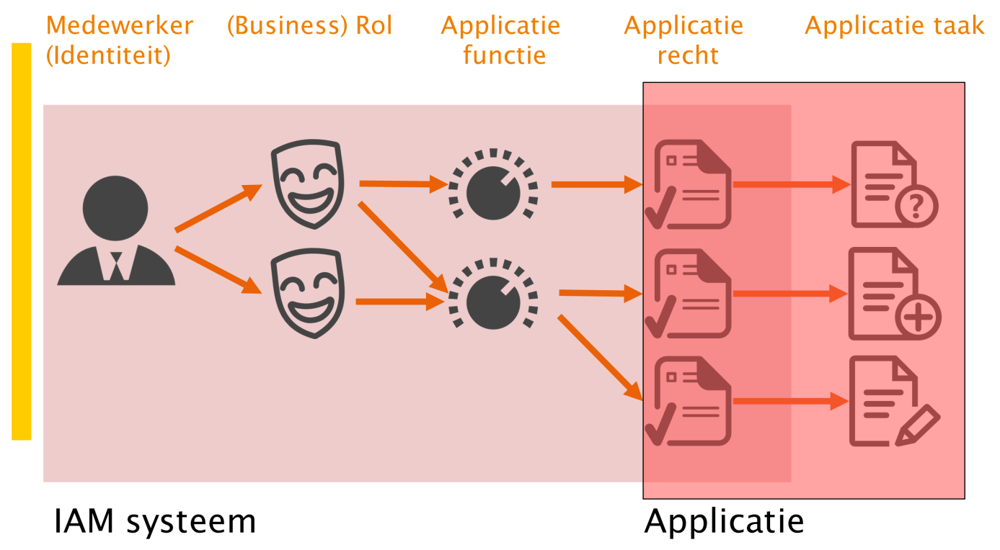 Medewerker
(Identiteit)
(Business) Rol
Applicatie
functie
Applicatie
recht
Applicatie taak
?
IAM systeem
Applicatie